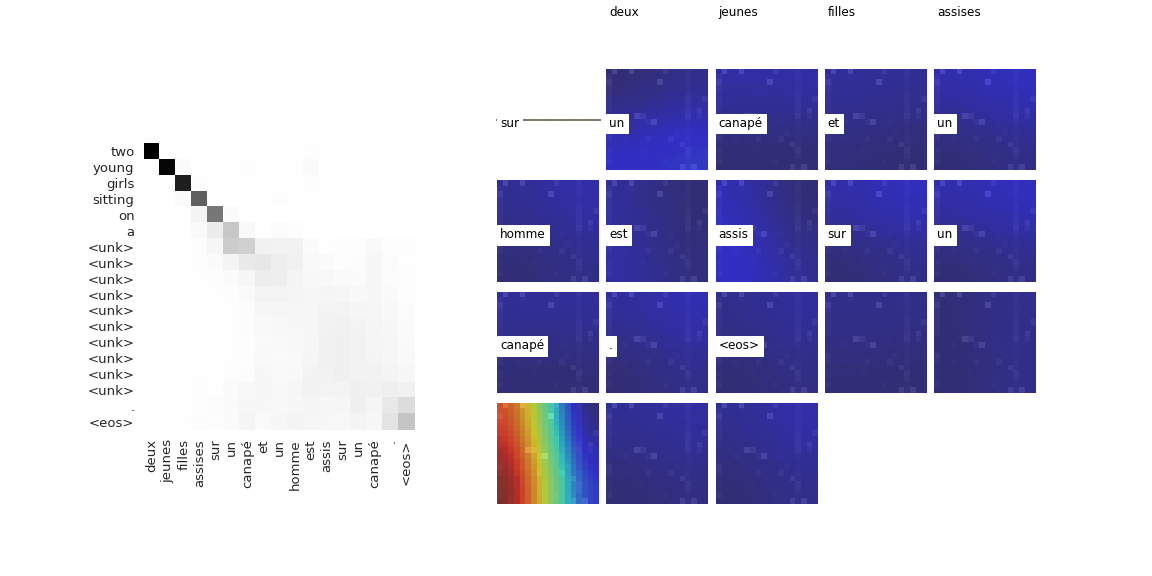 deux jeunes filles assises
sur un canapé et un
homme est assis sur un
canapé . <eos>
two
young
girls
sitting
on
a
<unk>
<unk>
<unk>
<unk>
<unk>
<unk>
<unk>
<unk>
<unk>
<unk>
.
<eos>
deux
jeunes
filles
assises
sur
un
canapé
et
un
homme
est
assis
sur
un
canapé
.
<eos>